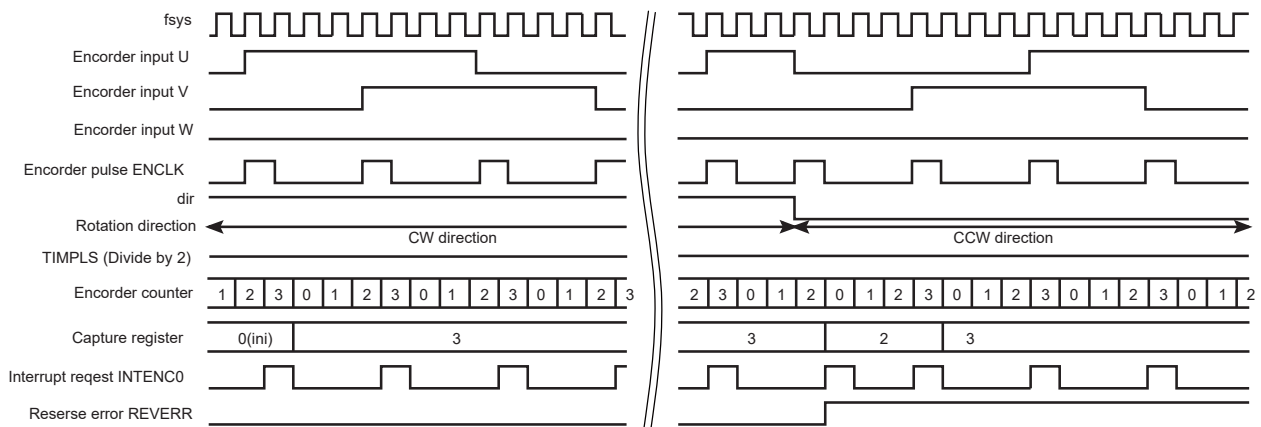 fsys
Encorder input U
Encorder input V
Encorder input W
Encorder pulse ENCLK
dir
Rotation direction
CW direction
CCW direction
TIMPLS (Divide by 2)
Encorder counter
1 2 3 0 1 2 3 0 1 2 3 0 1 2 3
2 3 0 1 2 0 1 2 3 0 1 2 3 0 1 2 3 0 1 2
Capture register
0(ini)
3
3
2
3
Interrupt reqest INTENC0
Reserse error REVERR